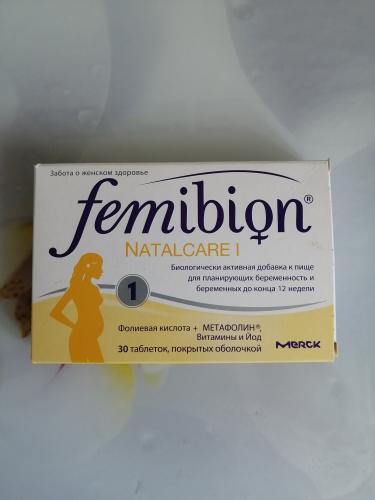 Забота о женском здоровье
femibion®
NATALCARE I
Биологически активная добавка к пище
для планирующих беременность и
беременных до конца 12 недели
1
Фолиевая кислота + МЕТАФОЛИН®,
Витамины и Йод
30 таблеток, покрытых оболочкой
MERCK